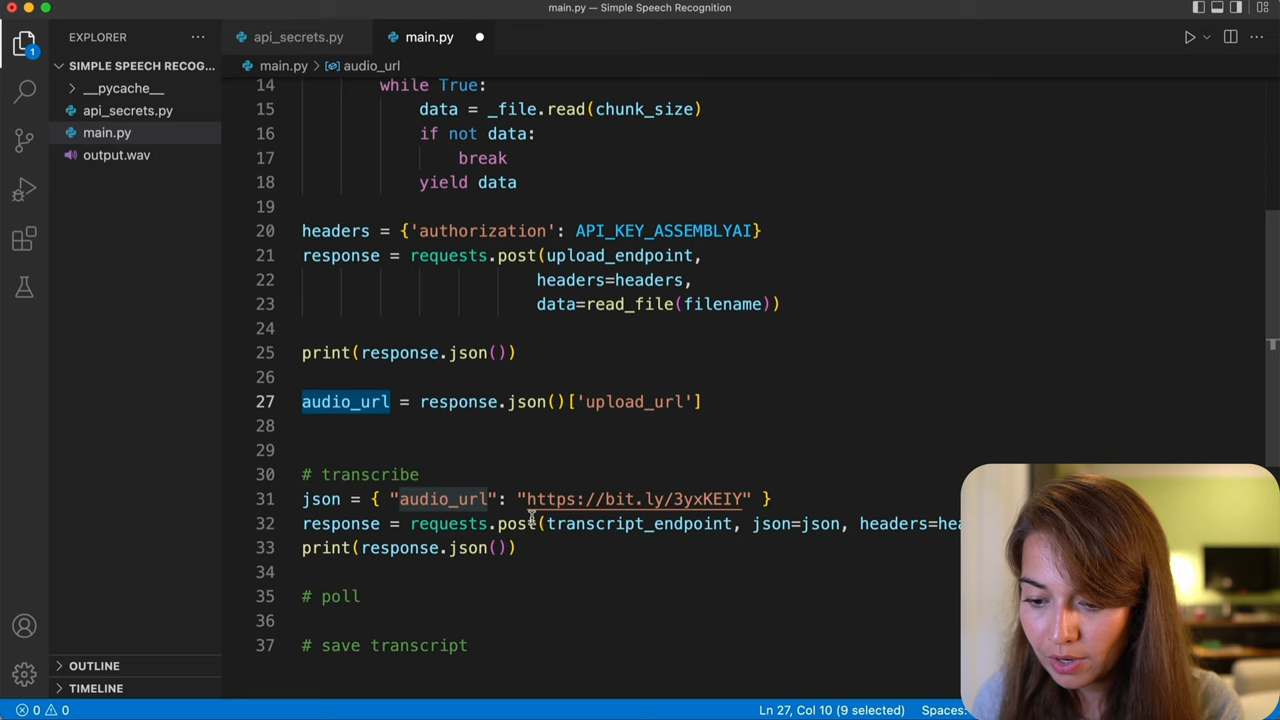 main.py — Simple Speech Recognition
EXPLORER
api_secrets.py
main.py
SIMPLE SPEECH RECOG...
main.py > audio_url
__pycache__
api_secrets.py
main.py
output.wav
1
14 while True:
15 data = _file.read(chunk_size)
16 if not data:
17 break
18 yield data
19
20 headers = {'authorization': API_KEY_ASSEMBLYAI}
21 response = requests.post(upload_endpoint,
22 headers=headers,
23 data=read_file(filename))
24
25 print(response.json())
26
27 audio_url = response.json()['upload_url']
28
29
30 # transcribe
31 json = { "audio_url": "https://bit.ly/3yxKEIY" }
32 response = requests.post(transcript_endpoint, json=json, headers=hea
33 print(response.json())
34
35 # poll
36
37 # save transcript
OUTLINE
TIMELINE
0 0
Ln 27, Col 10 (9 selected)
Spaces: